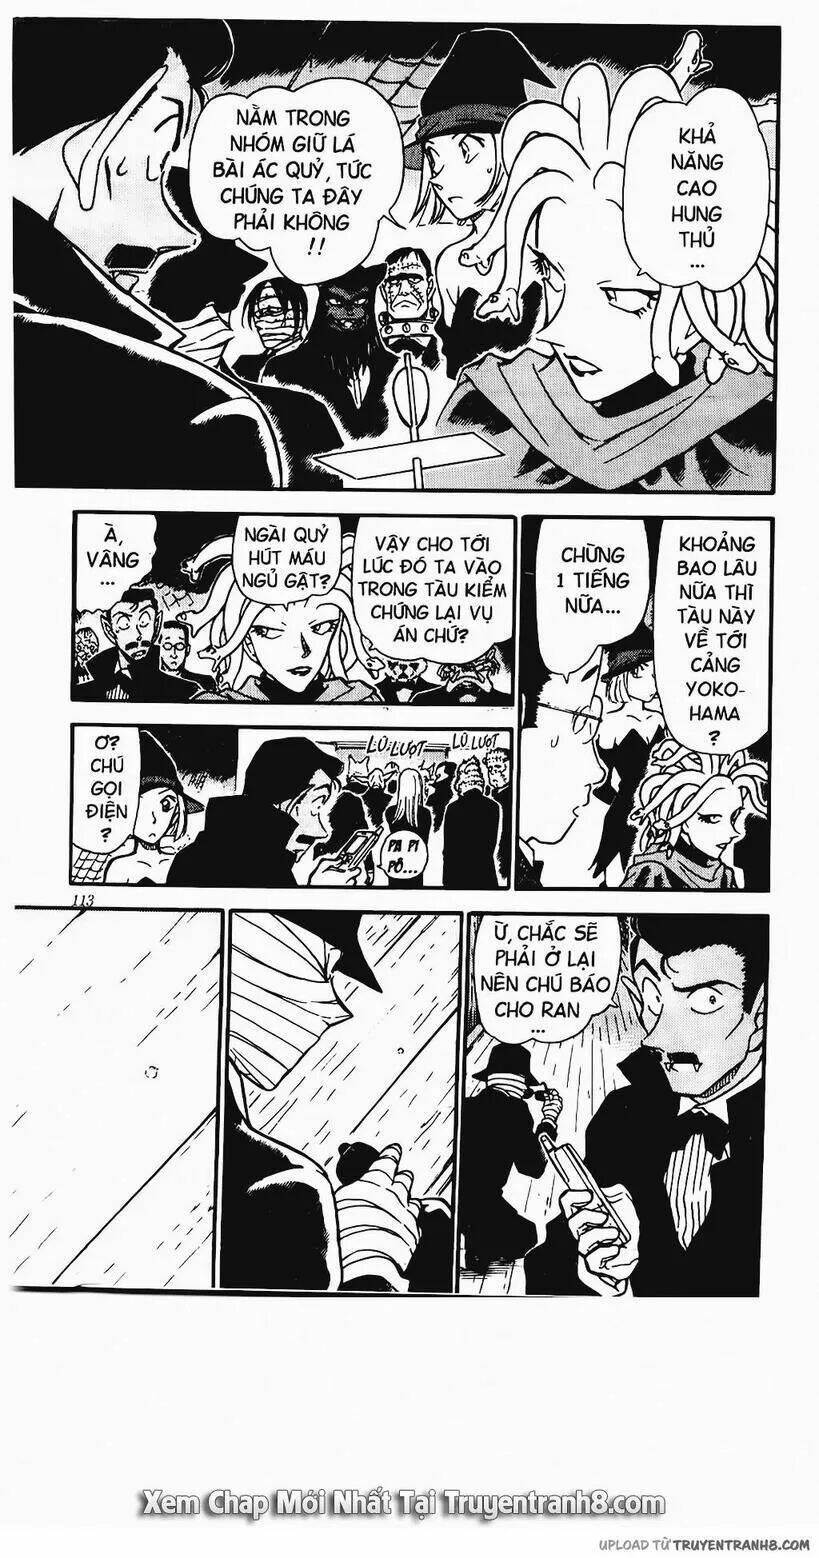 KHẢ
NĂNG
CAO
HUNG
THỦ
...
NẰM TRONG
NHÓM GIỮ LÁ
BÀI ÁC QUỶ, TỨC
CHÚNG TA ĐÂY
PHẢI KHÔNG
!!
KHOẢNG
BAO LÂU
NỮA THÌ
TÀU NÀY
VỀ TỚI
CẢNG
YOKO-
HAMA
?
CHỪNG
1 TIẾNG
NỮA...
VẬY CHO TỚI
LÚC ĐÓ TA VÀO
TRONG TÀU KIỂM
CHỨNG LẠI VỤ
ÁN CHỨ?
NGÀI QUỶ
HÚT MÁU
NGỦ GẬT?
À,
VÂNG
...
LŨ LƯỢT
LŨ LƯỢT
PA PI
PÔ...
Ơ?
CHÚ
GỌI
ĐIỆN
?
113
Ừ, CHẮC SẼ
PHẢI Ở LẠI
NÊN CHÚ BÁO
CHO RAN
...
Xem Chap Mới Nhất Tại Truyentranh8.com
UPLOAD TỪ TRUYENTRANH8.COM